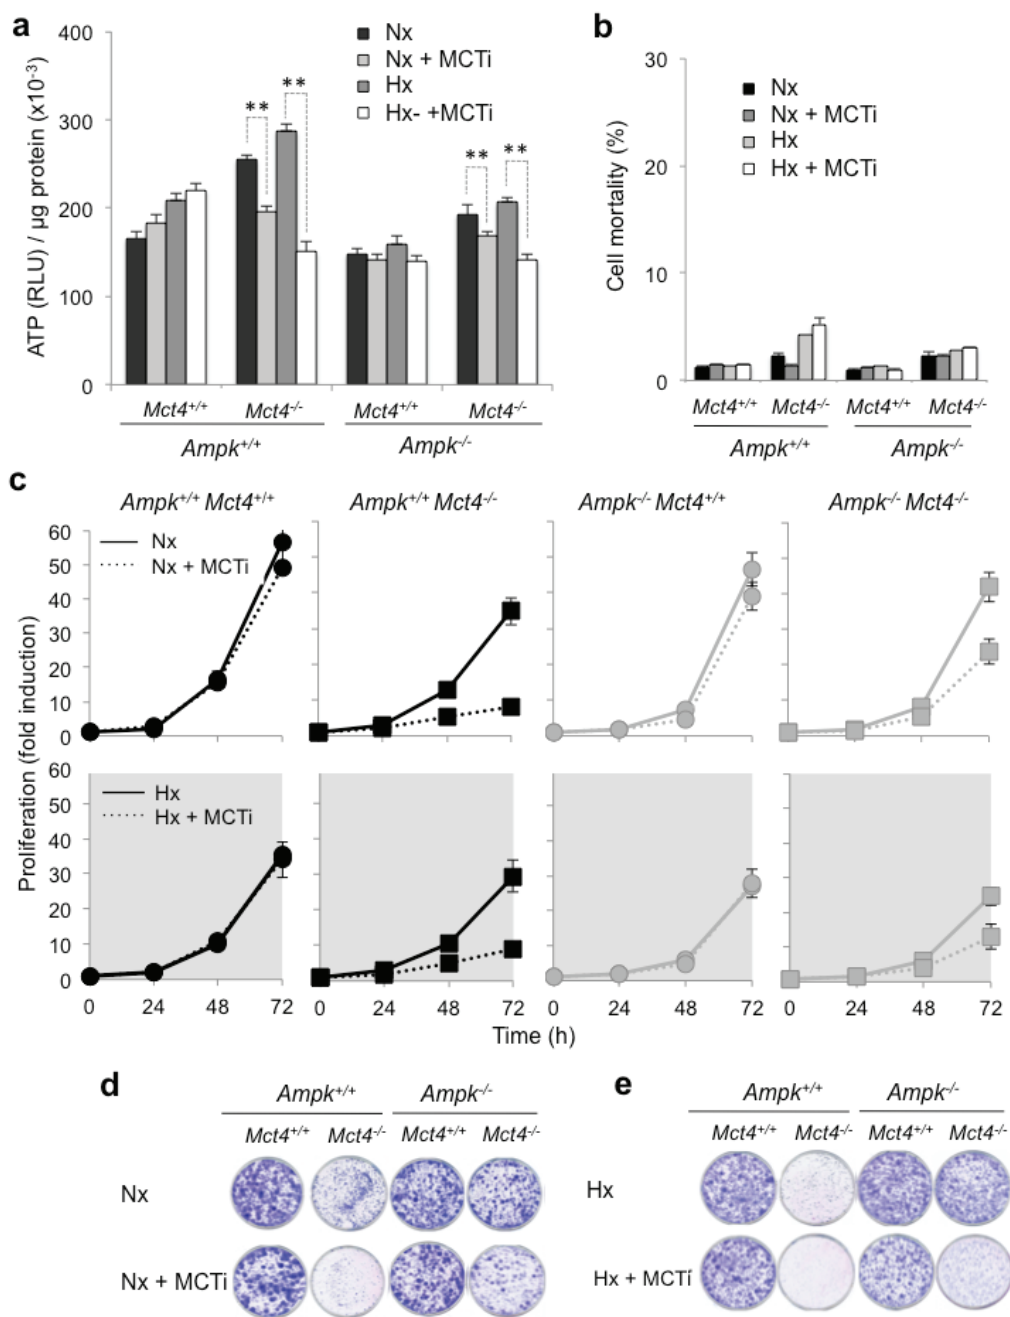 a
ATP (RLU) / µg protein (x10⁻³)
400
300
200
100
0
Nx
Nx + MCTi
Hx
Hx- +MCTi
** **
** **
Mct4+/+ Mct4-/- Mct4+/+ Mct4-/-
Ampk+/+ Ampk-/-
b
Cell mortality (%)
30
20
10
0
Nx
Nx + MCTi
Hx
Hx + MCTi
Mct4+/+ Mct4-/- Mct4+/+ Mct4-/-
Ampk+/+ Ampk-/-
c
Ampk+/+ Mct4+/+ Ampk+/+ Mct4-/- Ampk-/- Mct4+/+ Ampk-/- Mct4-/-
Proliferation (fold induction)
60
50
40
30
20
10
0
Nx
Nx + MCTi
60
50
40
30
20
10
0
Hx
Hx + MCTi
0 24 48 72 0 24 48 72 0 24 48 72 0 24 48 72
Time (h)
d
Ampk+/+ Ampk-/-
Mct4+/+ Mct4-/- Mct4+/+ Mct4-/-
Nx
Nx + MCTi
e
Ampk+/+ Ampk-/-
Mct4+/+ Mct4-/- Mct4+/+ Mct4-/-
Hx
Hx + MCTi